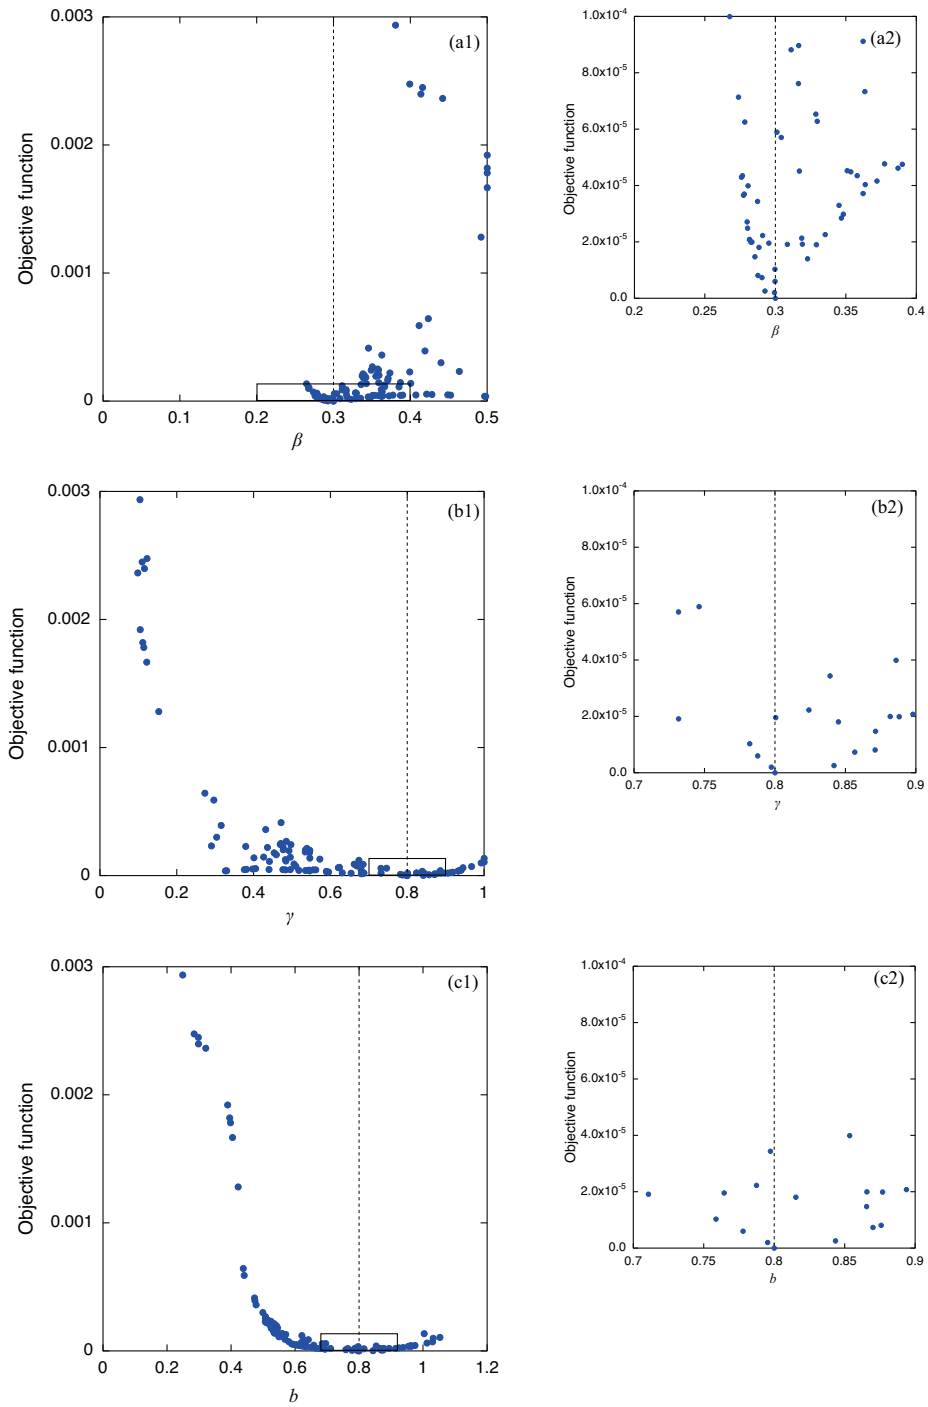 0.003
0.002
0.001
0
Objective function
(a1)
0 0.1 0.2 0.3 0.4 0.5
β
1.0x10-4
8.0x10-5
6.0x10-5
4.0x10-5
2.0x10-5
0.0
Objective function
(a2)
0.2 0.25 0.3 0.35 0.4
β
0.003
0.002
0.001
0
Objective function
(b1)
0 0.2 0.4 0.6 0.8 1
γ
1.0x10-4
8.0x10-5
6.0x10-5
4.0x10-5
2.0x10-5
0.0
Objective function
(b2)
0.7 0.75 0.8 0.85 0.9
γ
0.003
0.002
0.001
0
Objective function
(c1)
0 0.2 0.4 0.6 0.8 1 1.2
b
1.0x10-4
8.0x10-5
6.0x10-5
4.0x10-5
2.0x10-5
0.0
Objective function
(c2)
0.7 0.75 0.8 0.85 0.9
b